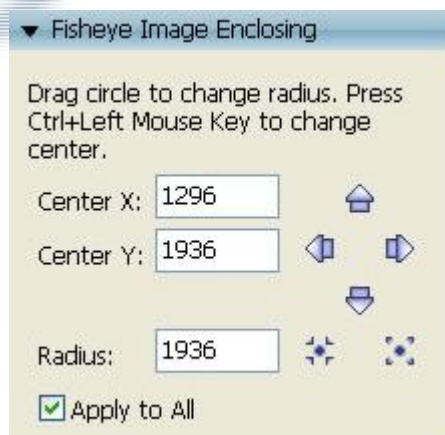 Fisheye Image Enclosing
Drag circle to change radius. Press
Ctrl+Left Mouse Key to change
center.
Center X: 1296
Center Y: 1936
Radius: 1936
Apply to All